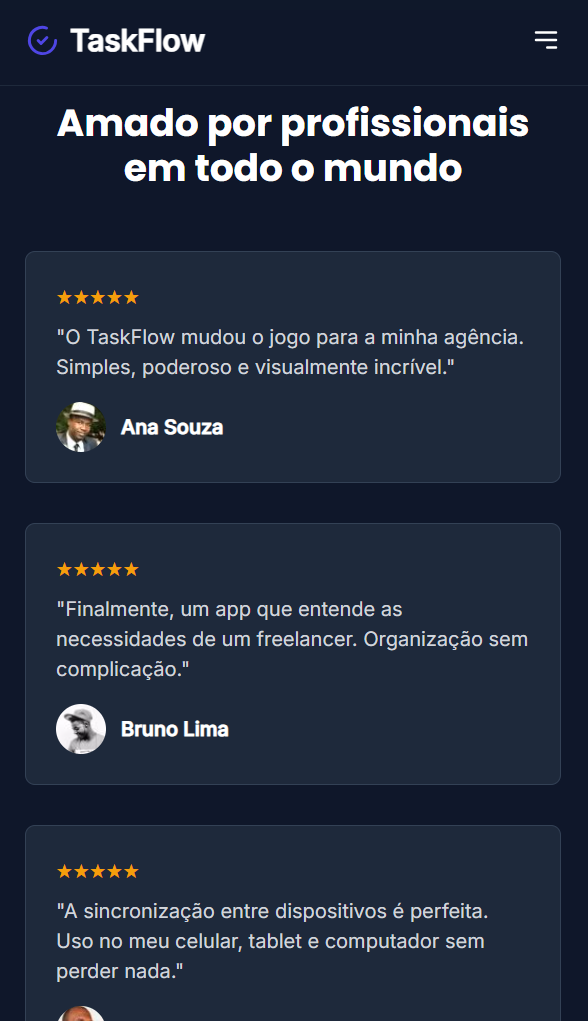 TaskFlow
Amado por profissionais
em todo o mundo
★★★★★
"O TaskFlow mudou o jogo para a minha agência.
Simples, poderoso e visualmente incrível."
Ana Souza
★★★★★
"Finalmente, um app que entende as
necessidades de um freelancer. Organização sem
complicação."
Bruno Lima
★★★★★
"A sincronização entre dispositivos é perfeita.
Uso no meu celular, tablet e computador sem
perder nada."